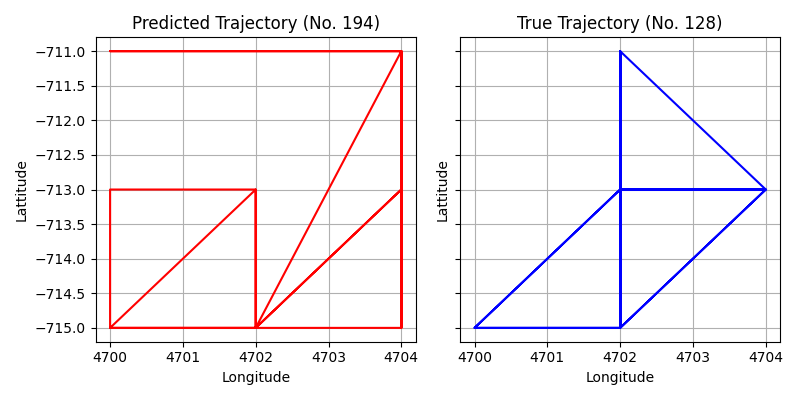 Predicted Trajectory (No. 194)
True Trajectory (No. 128)
−711.0
−711.5
−712.0
−712.5
−713.0
−713.5
−714.0
−714.5
−715.0
Lattitude
Lattitude
4700 4701 4702 4703 4704
4700 4701 4702 4703 4704
Longitude
Longitude